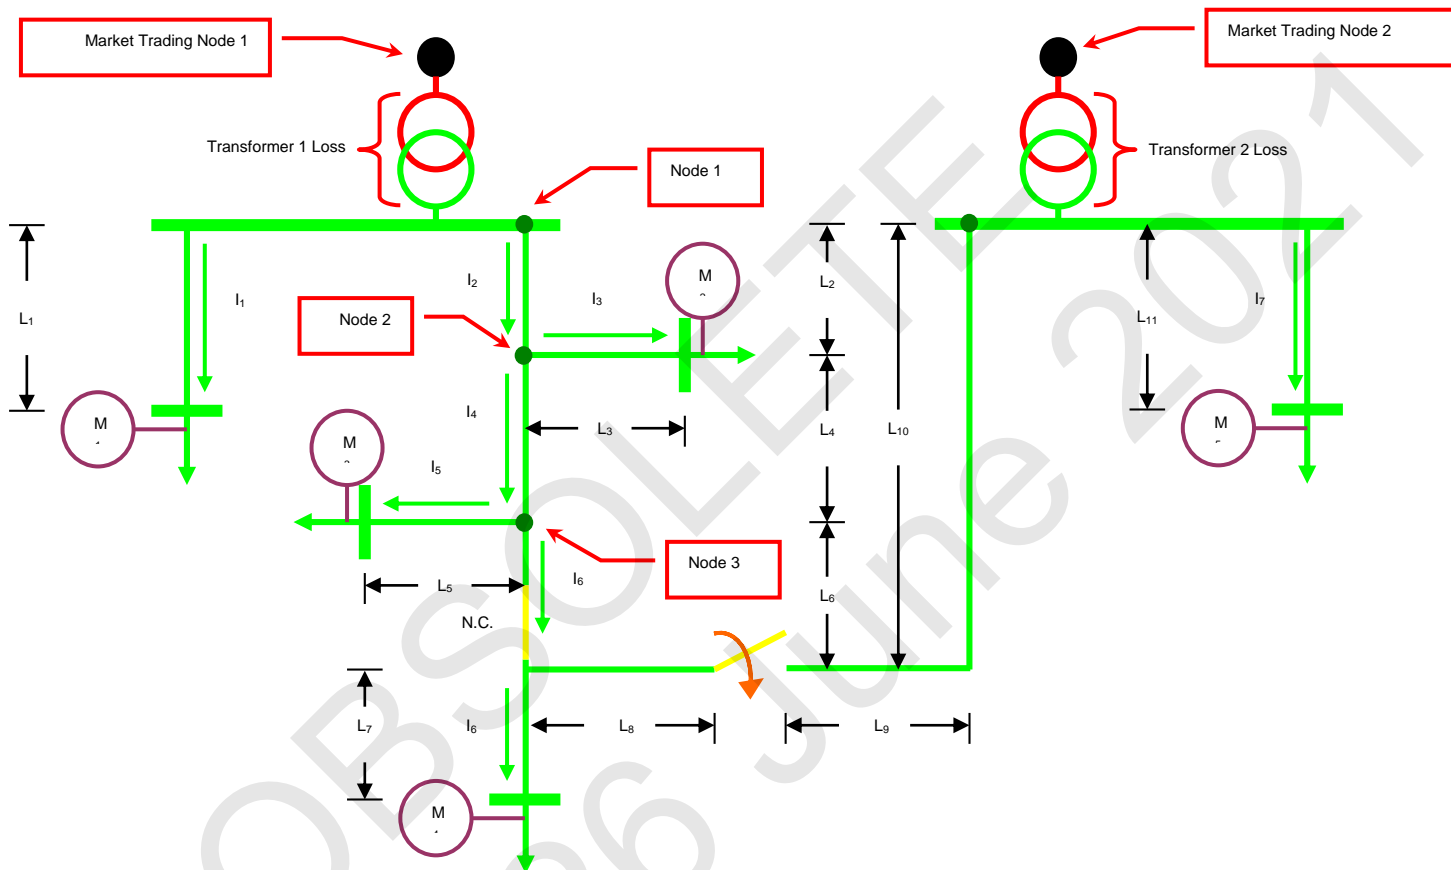 Market Trading Node 1
Market Trading Node 2
Transformer 1 Loss
Transformer 2 Loss
Node 1
L1
I1
I2
I3
M
L2
L11
I7
Node 2
M
I4
L3
L4
L10
M
I5
M
Node 3
L5
I6
L6
N.C.
L7
I6
L8
L9
M
OBSOLETE
26 June 2021